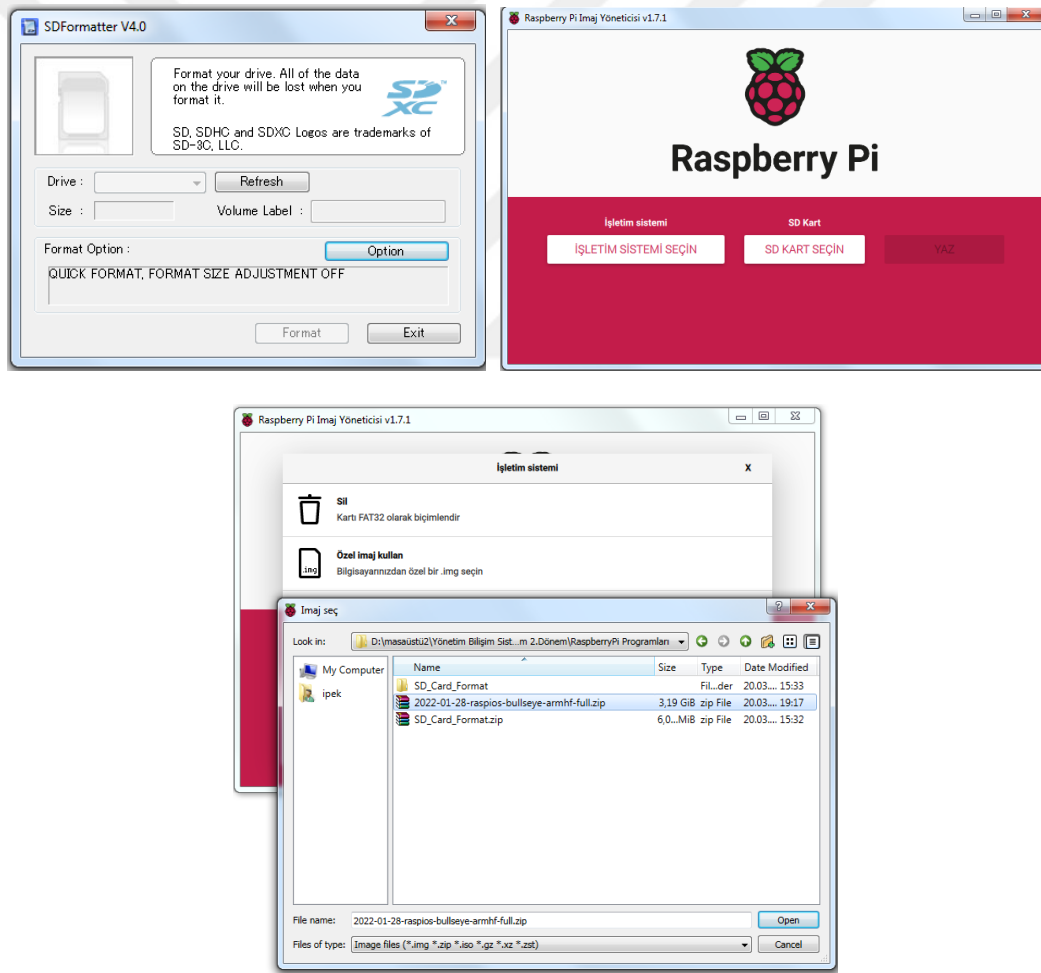 SDFormatter V4.0
Format your drive. All of the data
on the drive will be lost when you
format it.
SD, SDHC and SDXC Logos are trademarks of
SD-3C, LLC.
SD XC
TM
Drive :
Refresh
Size :
Volume Label :
Format Option :
Option
QUICK FORMAT, FORMAT SIZE ADJUSTMENT OFF
Format
Exit
Raspberry Pi Imaj Yöneticisi v1.7.1
Raspberry Pi
İşletim sistemi
SD Kart
İŞLETİM SİSTEMİ SEÇİN
SD KART SEÇİN
YAZ
Raspberry Pi Imaj Yöneticisi v1.7.1
İşletim sistemi
X
Sil
Kartı FAT32 olarak biçimlendir
.img
Özel imaj kullan
Bilgisayarınızdan özel bir .img seçin
Imaj seç
Look in:
D:\masaüstü2\Yönetim Bilişim Sist...m 2.Dönem\RaspberryPi Programları
My Computer
ipek
Name Size Type Date Modified
SD_Card_Format Fil...der 20.03.... 15:33
2022-01-28-raspios-bullseye-armhf-full.zip 3,19 GiB zip File 20.03.... 19:17
SD_Card_Format.zip 6,0...MiB zip File 20.03.... 15:32
File name: 2022-01-28-raspios-bullseye-armhf-full.zip
Open
Files of type: Image files (*.img *.zip *.iso *.gz *.xz *.zst)
Cancel